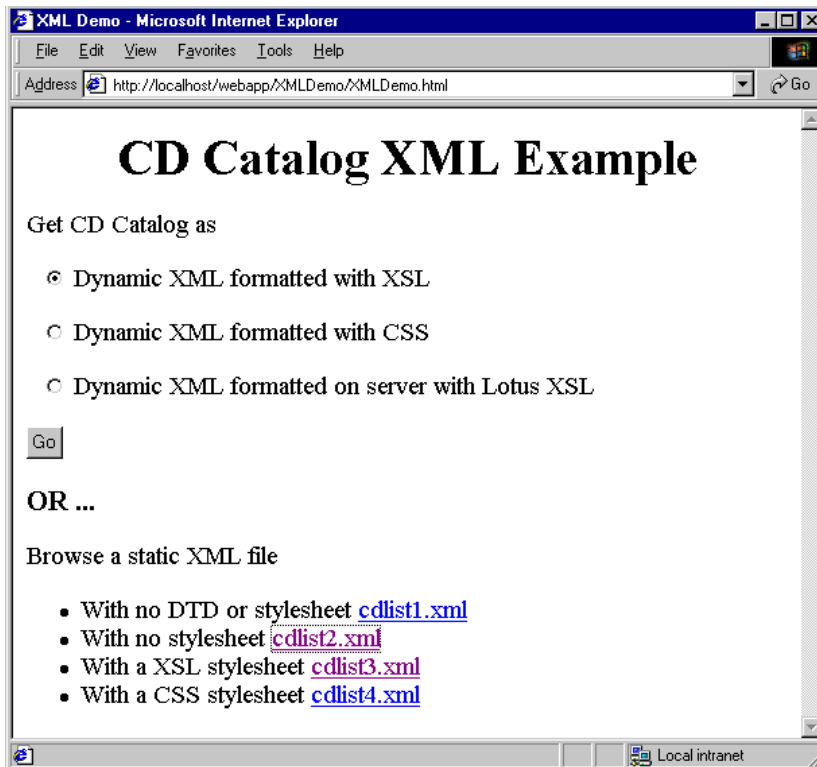 XML Demo - Microsoft Internet Explorer
File Edit View Favorites Tools Help
Address http://localhost/webapp/XMLDemo/XMLDemo.html Go
CD Catalog XML Example
Get CD Catalog as
Dynamic XML formatted with XSL
Dynamic XML formatted with CSS
Dynamic XML formatted on server with Lotus XSL
Go
OR ...
Browse a static XML file
With no DTD or stylesheet cdlist1.xml
With no stylesheet cdlist2.xml
With a XSL stylesheet cdlist3.xml
With a CSS stylesheet cdlist4.xml
Local intranet